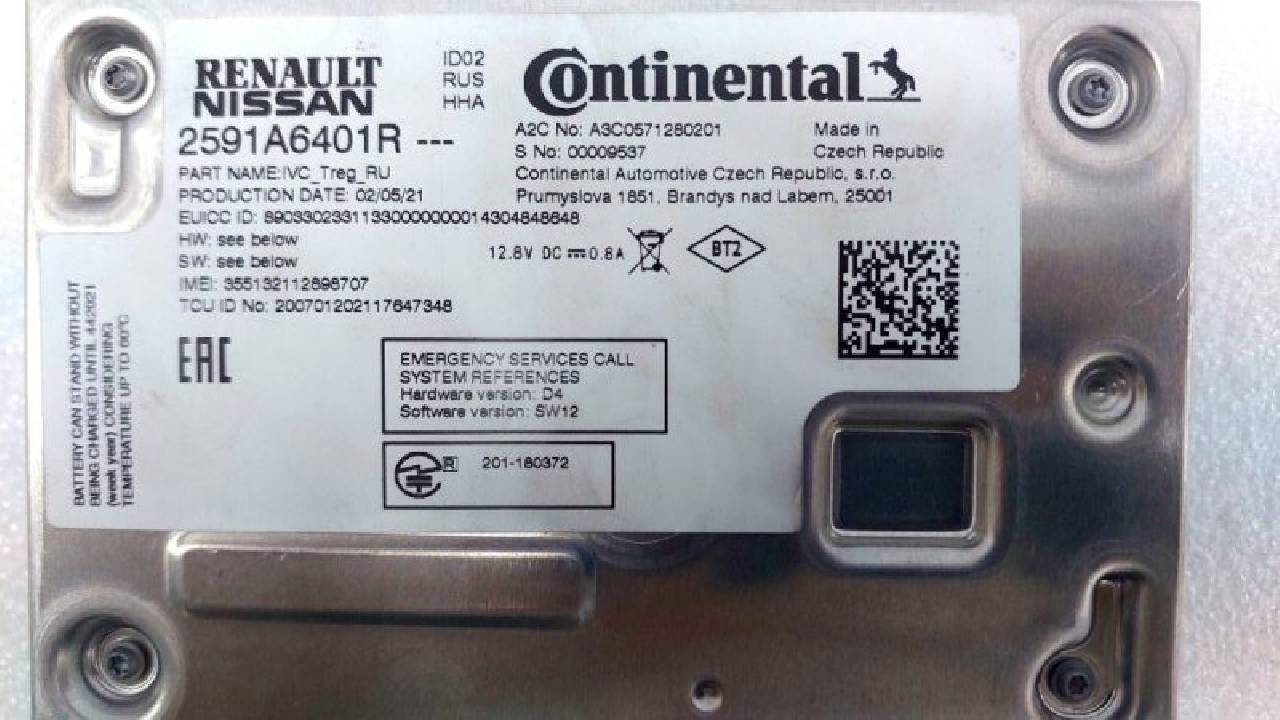 RENAULT
NISSAN
ID02
RUS
HHA
Continental
2591A6401R ---
A2C No: A3C0571280201
S No: 00009537
Made in
Czech Republic
PART NAME:IVC_Treg_RU
Continental Automotive Czech Republic, s.r.o.
PRODUCTION DATE: 02/05/21
Prumyslova 1851, Brandys nad Labem, 25001
EUICC ID: 89033023311330000000014304848648
HW: see below
SW: see below
12.8V DC 0.8A
BT2
IMEI: 355132112898707
TCU ID No: 200701202117647348
EAC
EMERGENCY SERVICES CALL
SYSTEM REFERENCES
Hardware version: D4
Software version: SW12
R 201-180372
BATTERY CAN STAND WITHOUT
BEING CHARGED UNTIL 442021
(week year) CONSIDERING
TEMPERATURE UP TO 60°C